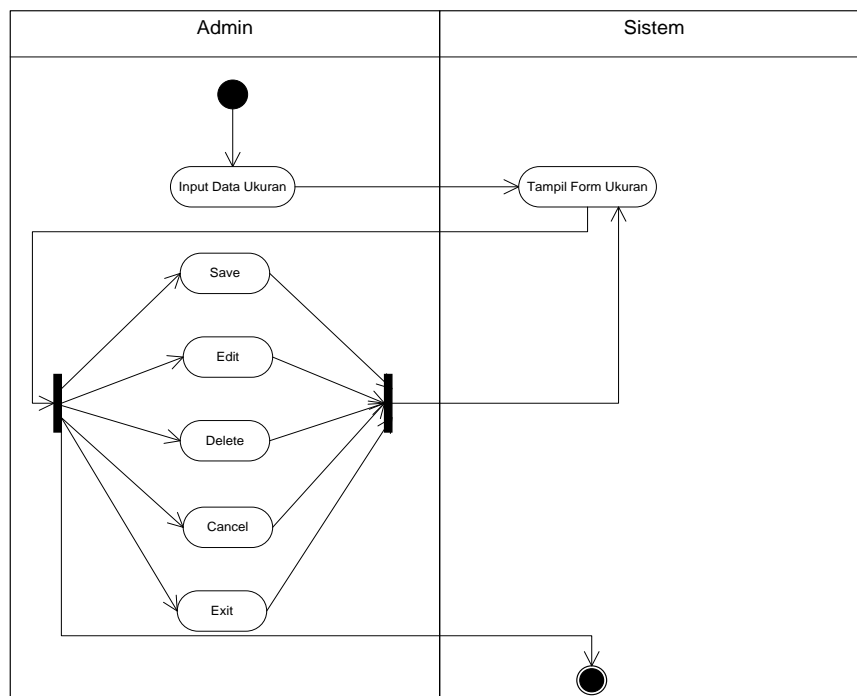 Admin
Sistem
Input Data Ukuran
Tampil Form Ukuran
Save
Edit
Delete
Cancel
Exit